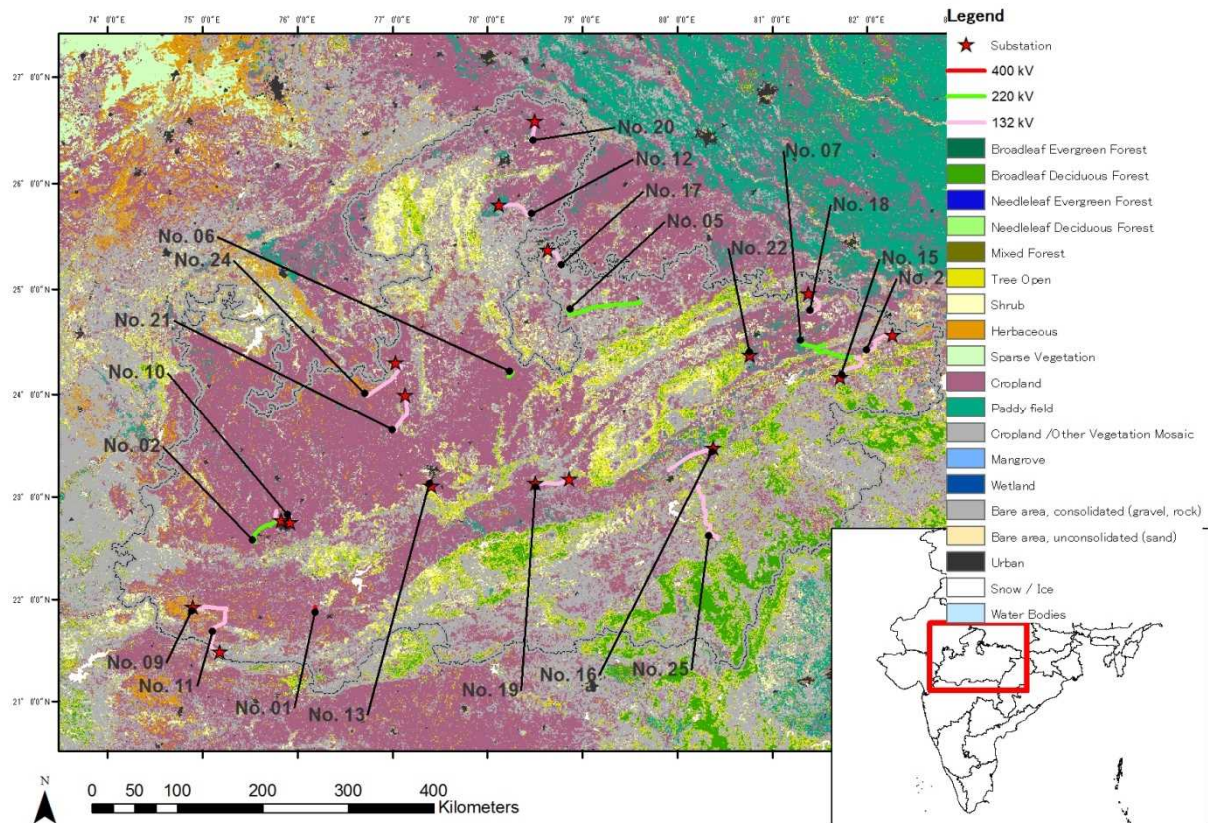 74° 0'0"E 75° 0'0"E 76° 0'0"E 77° 0'0"E 78° 0'0"E 79° 0'0"E 80° 0'0"E 81° 0'0"E 82° 0'0"E
27° 0'0"N
26° 0'0"N
25° 0'0"N
24° 0'0"N
23° 0'0"N
22° 0'0"N
21° 0'0"N
No. 20
No. 12
No. 07
No. 17
No. 18
No. 06
No. 05
No. 24
No. 22
No. 15
No. 2
No. 21
No. 10
No. 02
No. 09
No. 11
No. 01
No. 13
No. 19
No. 16
No. 25
Legend
Substation
400 kV
220 kV
132 kV
Broadleaf Evergreen Forest
Broadleaf Deciduous Forest
Needleleaf Evergreen Forest
Needleleaf Deciduous Forest
Mixed Forest
Tree Open
Shrub
Herbaceous
Sparse Vegetation
Cropland
Paddy field
Cropland /Other Vegetation Mosaic
Mangrove
Wetland
Bare area, consolidated (gravel, rock)
Bare area, unconsolidated (sand)
Urban
Snow / Ice
Water Bodies
N
0 50 100 200 300 400
Kilometers